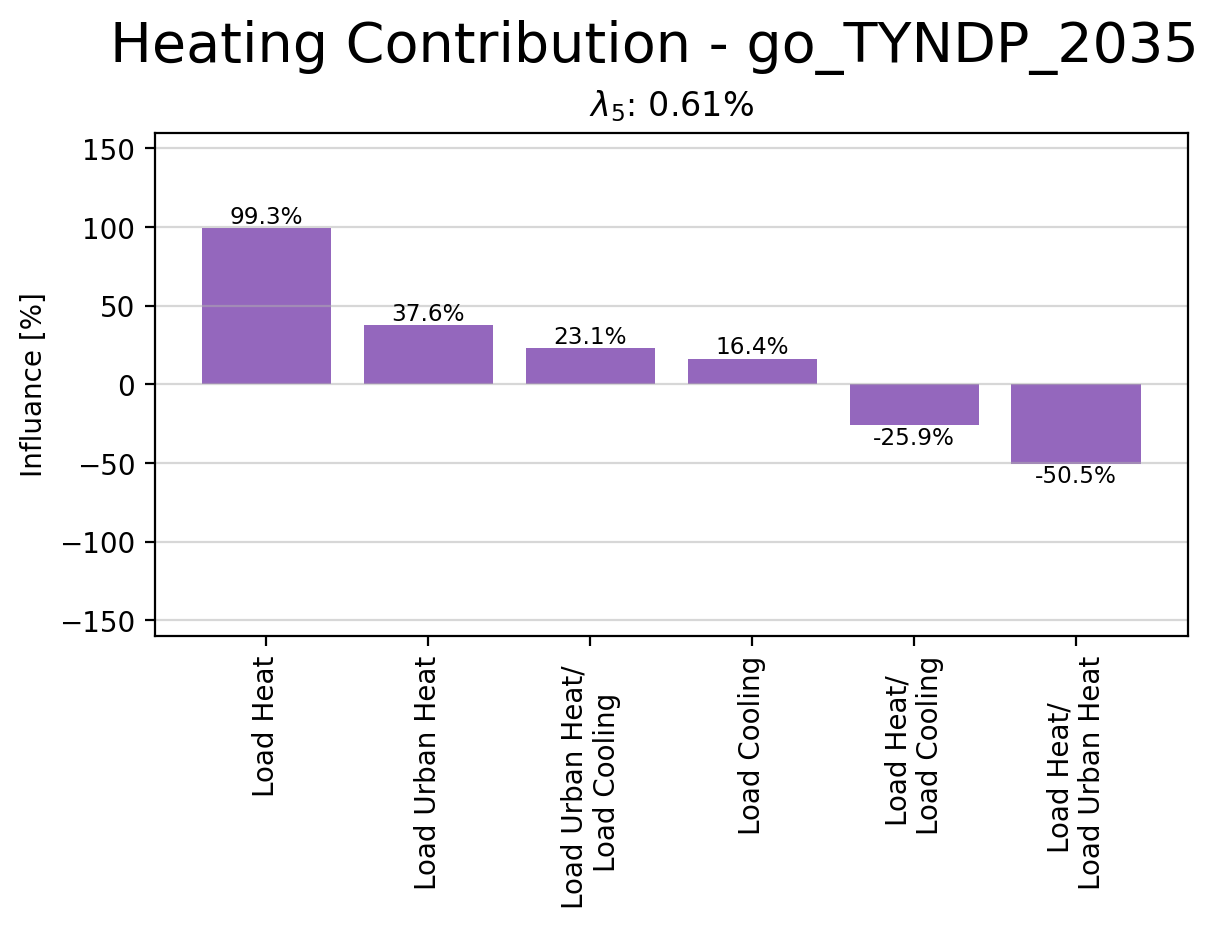 Heating Contribution - go_TYNDP_2035
λ₅: 0.61%
Influance [%]
150
100
50
0
−50
−100
−150
99.3%
37.6%
23.1%
16.4%
-25.9%
-50.5%
Load Heat
Load Urban Heat
Load Urban Heat/
Load Cooling
Load Cooling
Load Heat/
Load Cooling
Load Heat/
Load Urban Heat